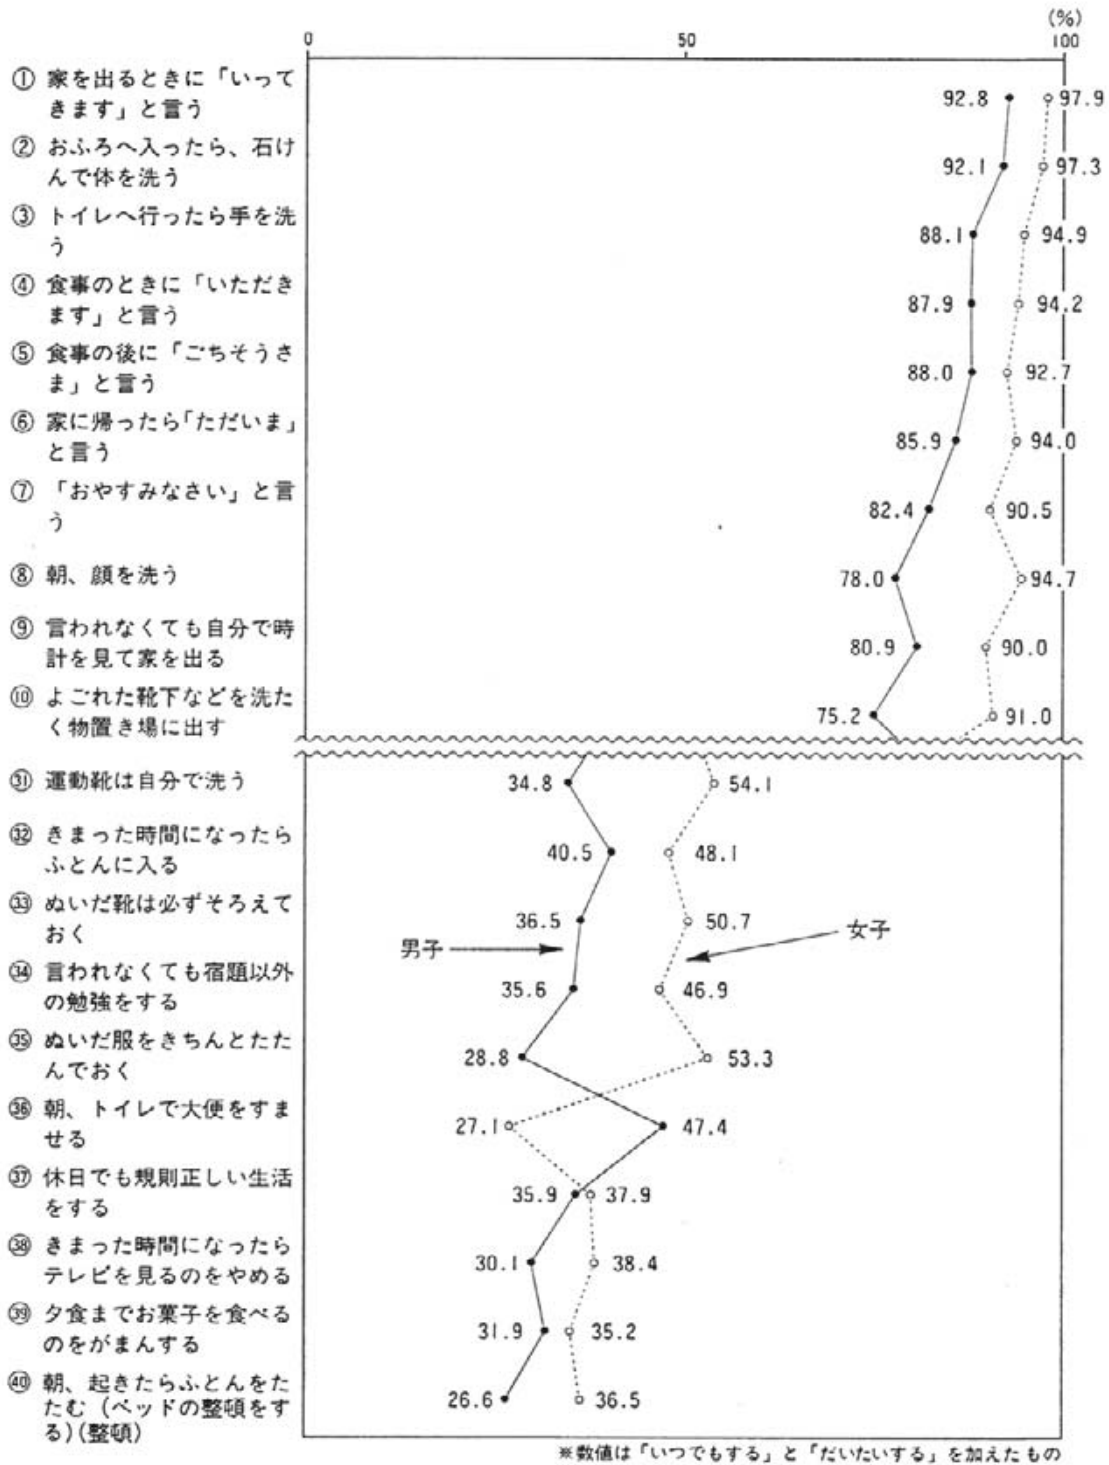 (%)
0 50 100
① 家を出るときに「いって
きます」と言う
92.8 97.9
② おふろへ入ったら、石け
んで体を洗う
92.1 97.3
③ トイレへ行ったら手を洗
う
88.1 94.9
④ 食事のときに「いただき
ます」と言う
87.9 94.2
⑤ 食事の後に「ごちそうさ
ま」と言う
88.0 92.7
⑥ 家に帰ったら「ただいま」
と言う
85.9 94.0
⑦ 「おやすみなさい」と言
う
82.4 90.5
⑧ 朝、顔を洗う
78.0 94.7
⑨ 言われなくても自分で時
計を見て家を出る
80.9 90.0
⑩ よごれた靴下などを洗た
く物置き場に出す
75.2 91.0
㉛ 運動靴は自分で洗う
34.8 54.1
㉜ きまった時間になったら
ふとんに入る
40.5 48.1
㉝ ぬいだ靴は必ずそろえて
おく
36.5 50.7
男子 女子
㉞ 言われなくても宿題以外
の勉強をする
35.6 46.9
㉟ ぬいだ服をきちんとたた
んでおく
28.8 53.3
㊱ 朝、トイレで大便をすま
せる
27.1 47.4
㊲ 休日でも規則正しい生活
をする
35.9 37.9
㊳ きまった時間になったら
テレビを見るのをやめる
30.1 38.4
㊴ 夕食までお菓子を食べる
のをがまんする
31.9 35.2
㊵ 朝、起きたらふとんをた
たむ(ベッドの整頓をす
る)(整頓)
26.6 36.5
※数値は「いつでもする」と「だいたいする」を加えたもの